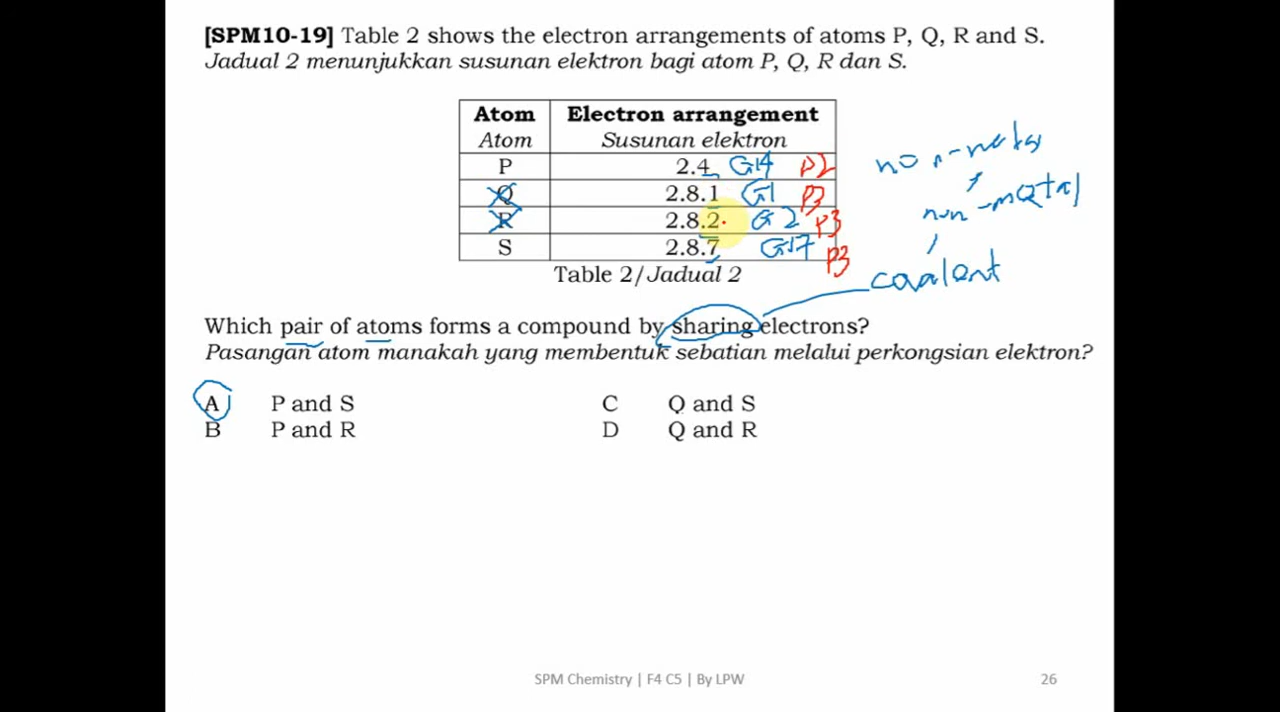 [SPM10-19] Table 2 shows the electron arrangements of atoms P, Q, R and S.
Jadual 2 menunjukkan susunan elektron bagi atom P, Q, R dan S.
Atom Electron arrangement
Atom Susunan elektron
P 2.4 G14 P2
Q 2.8.1 G1 P3
R 2.8.2 G2 P3
S 2.8.7 G17 P3
Table 2/Jadual 2
non-metal
non-metal
covalent
Which pair of atoms forms a compound by sharing electrons?
Pasangan atom manakah yang membentuk sebatian melalui perkongsian elektron?
A P and S C Q and S
B P and R D Q and R
SPM Chemistry | F4 C5 | By LPW 26